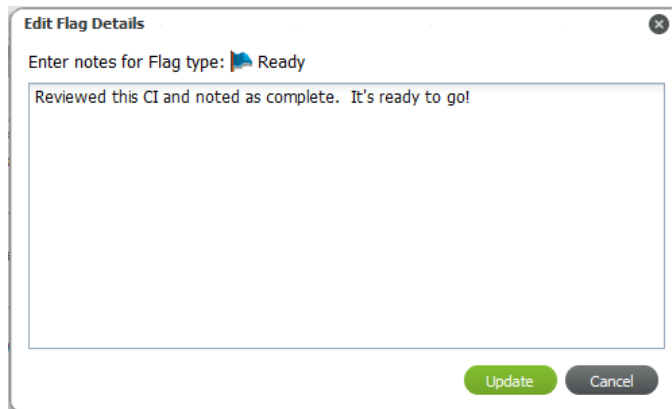 Edit Flag Details
Enter notes for Flag type: Ready
Reviewed this CI and noted as complete.  It's ready to go!
Update Cancel